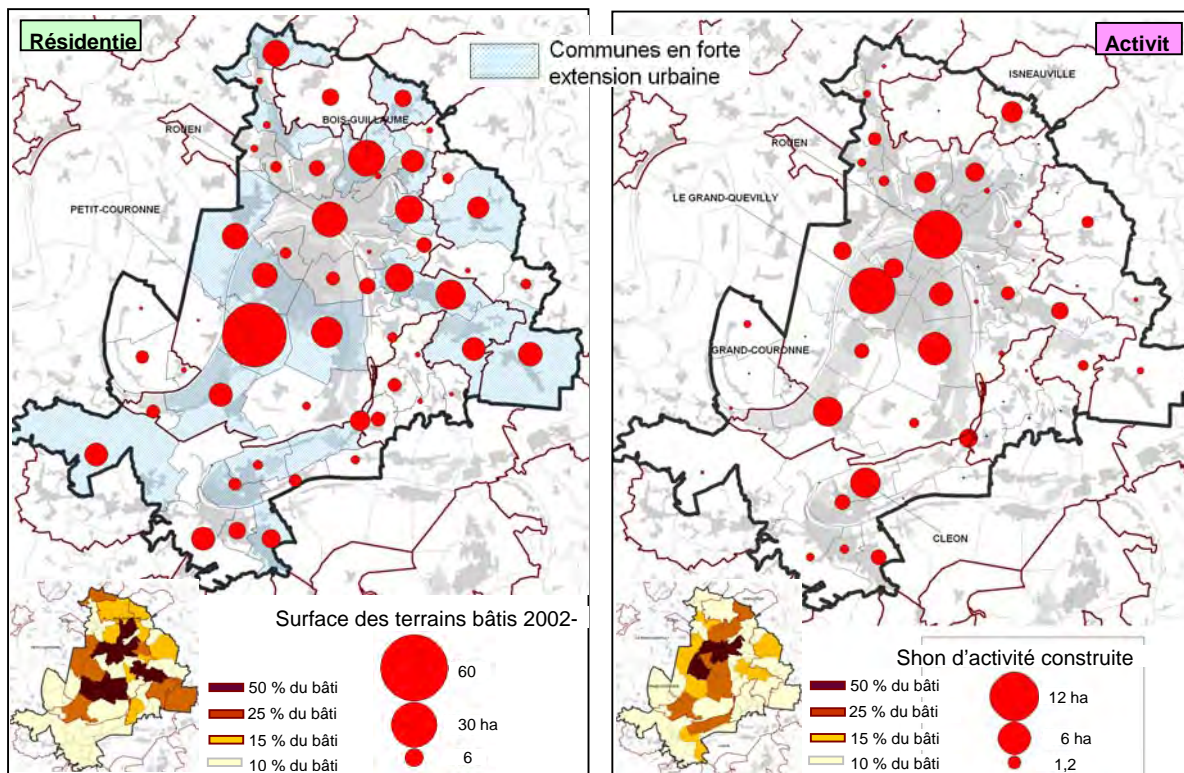 Résidentie
Communes en forte
extension urbaine
BOIS-GUILLAUME
ROUEN
PETIT-COURONNE
Surface des terrains bâtis 2002-
60
30 ha
6
50 % du bâti
25 % du bâti
15 % du bâti
10 % du bâti
Activit
ISNEAUVILLE
ROUEN
LE GRAND-QUEVILLY
GRAND-COURONNE
CLEON
Shon d'activité construite
12 ha
6 ha
1,2
50 % du bâti
25 % du bâti
15 % du bâti
10 % du bâti